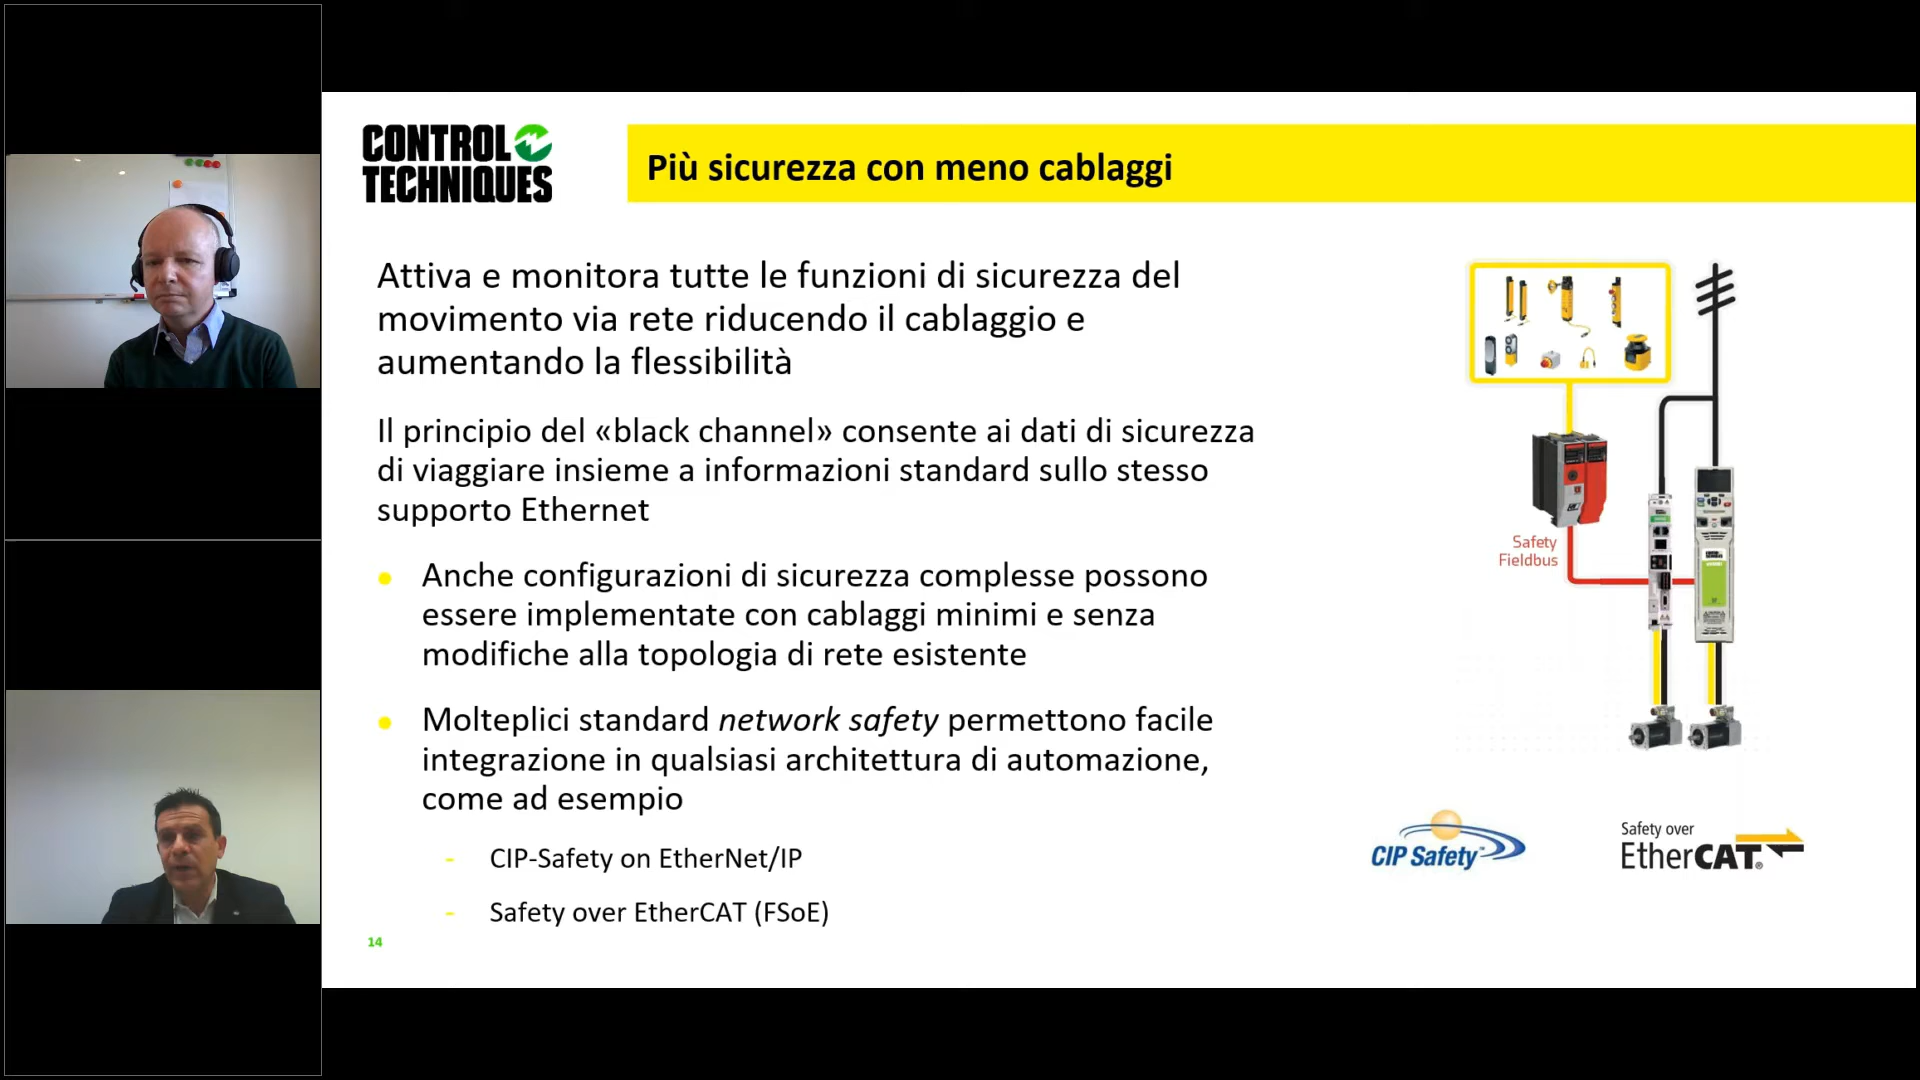 CONTROL
TECHNIQUES
Più sicurezza con meno cablaggi
Attiva e monitora tutte le funzioni di sicurezza del
movimento via rete riducendo il cablaggio e
aumentando la flessibilità
Il principio del «black channel» consente ai dati di sicurezza
di viaggiare insieme a informazioni standard sullo stesso
supporto Ethernet
Anche configurazioni di sicurezza complesse possono
essere implementate con cablaggi minimi e senza
modifiche alla topologia di rete esistente
Molteplici standard network safety permettono facile
integrazione in qualsiasi architettura di automazione,
come ad esempio
- CIP-Safety on EtherNet/IP
- Safety over EtherCAT (FSoE)
14
Safety
Fieldbus
CIP Safety™
Safety over
EtherCAT®